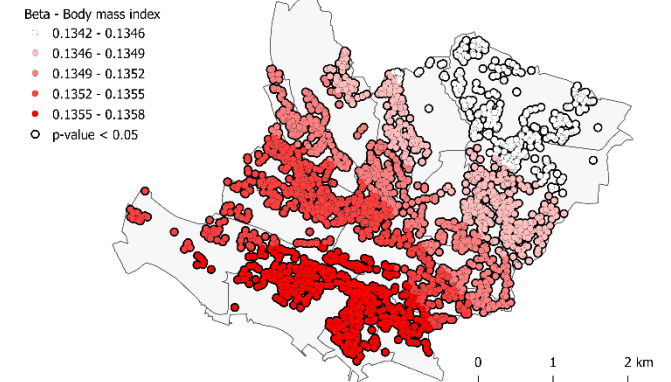 Beta - Body mass index
0.1342 - 0.1346
0.1346 - 0.1349
0.1349 - 0.1352
0.1352 - 0.1355
0.1355 - 0.1358
p-value < 0.05
0 1 2 km